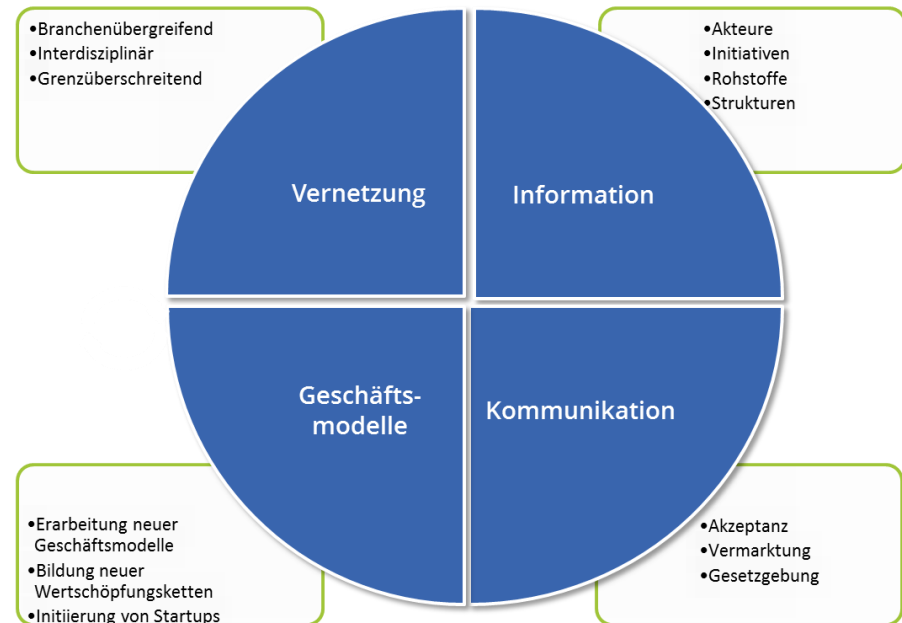 •Branchenübergreifend
•Interdisziplinär
•Grenzüberschreitend
•Akteure
•Initiativen
•Rohstoffe
•Strukturen
Vernetzung
Information
Geschäfts-
modelle
Kommunikation
•Erarbeitung neuer
Geschäftsmodelle
•Bildung neuer
Wertschöpfungsketten
•Initiierung von Startups
•Akzeptanz
•Vermarktung
•Gesetzgebung